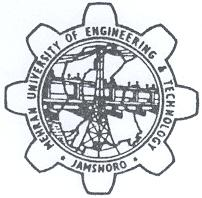 MEHRAN UNIVERSITY OF ENGINEERING & TECHNOLOGY
JAMSHORO